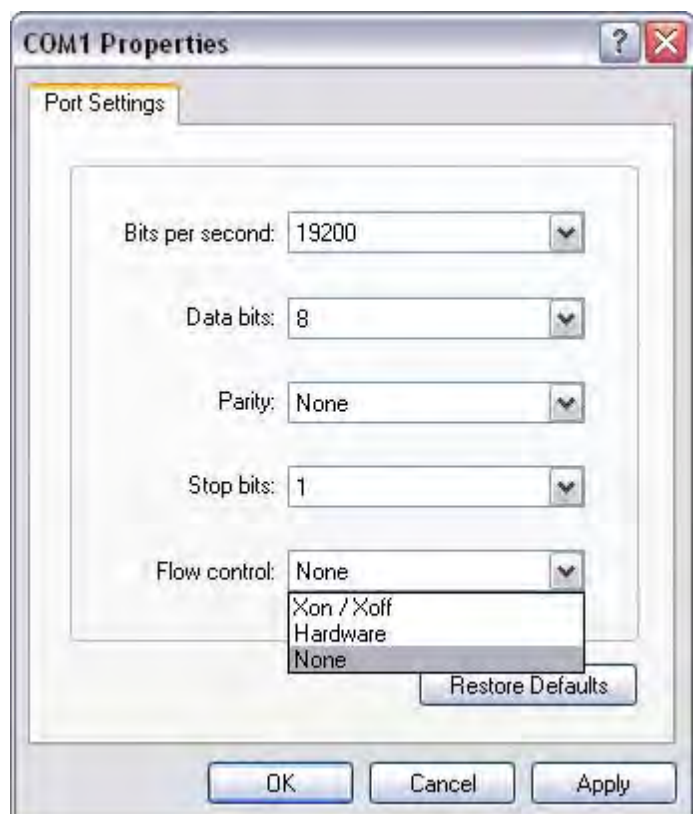 COM1 Properties
?
Port Settings
Bits per second: 19200
Data bits: 8
Parity: None
Stop bits: 1
Flow control: None
Xon / Xoff
Hardware
None
Restore Defaults
OK Cancel Apply